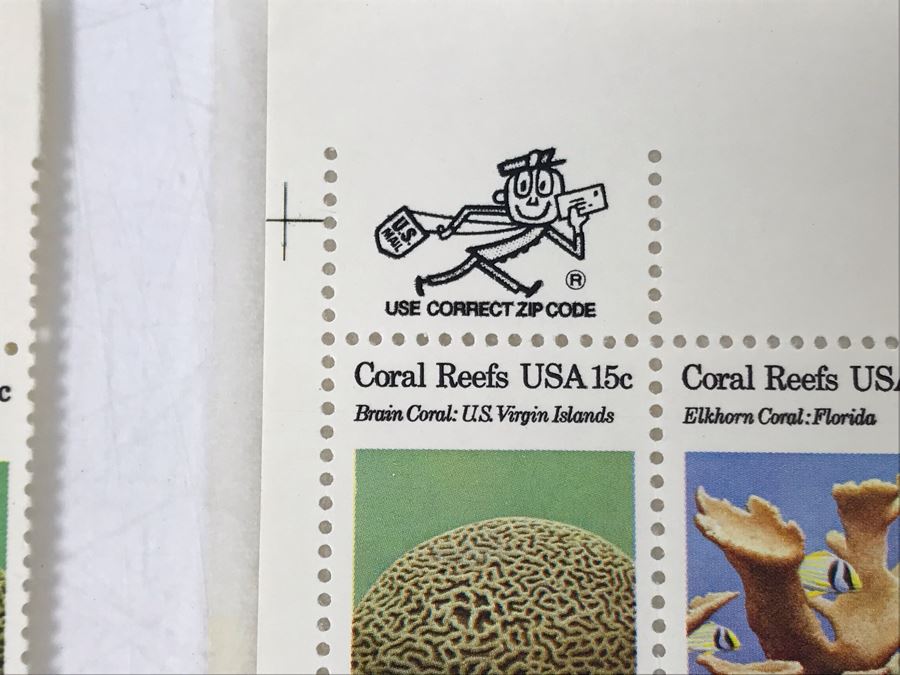 U.S.
MAIL
®
USE CORRECT ZIP CODE
c
Coral Reefs USA 15c
Brain Coral: U.S. Virgin Islands
Coral Reefs USA
Elkhorn Coral: Florida